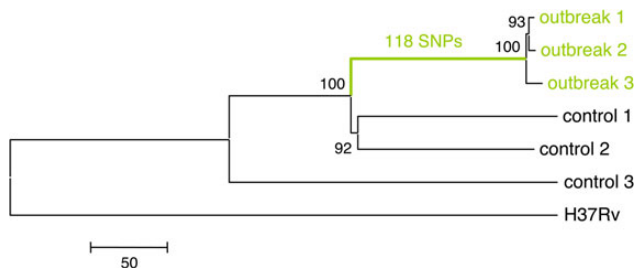 93
outbreak 1
118 SNPs
100
outbreak 2
outbreak 3
100
control 1
92
control 2
control 3
H37Rv
50